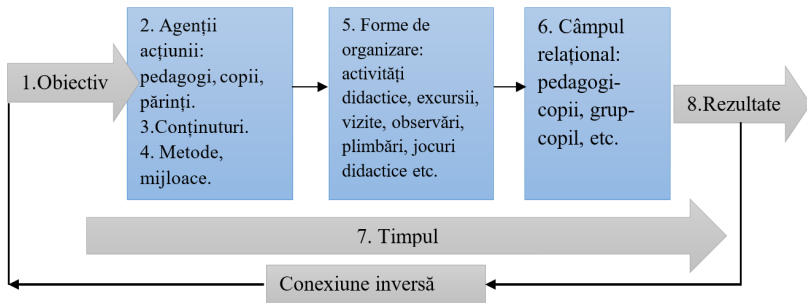 1.Obiectiv
2. Agenții
acțiunii:
pedagogi, copii,
părinți.
3.Conținuturi.
4. Metode,
mijloace.
5. Forme de
organizare:
activități
didactice, excursii,
vizite, observări,
plimbări, jocuri
didactice etc.
6. Câmpul
relațional:
pedagogi-
copii, grup-
copil, etc.
8.Rezultate
7. Timpul
Conexiune inversă